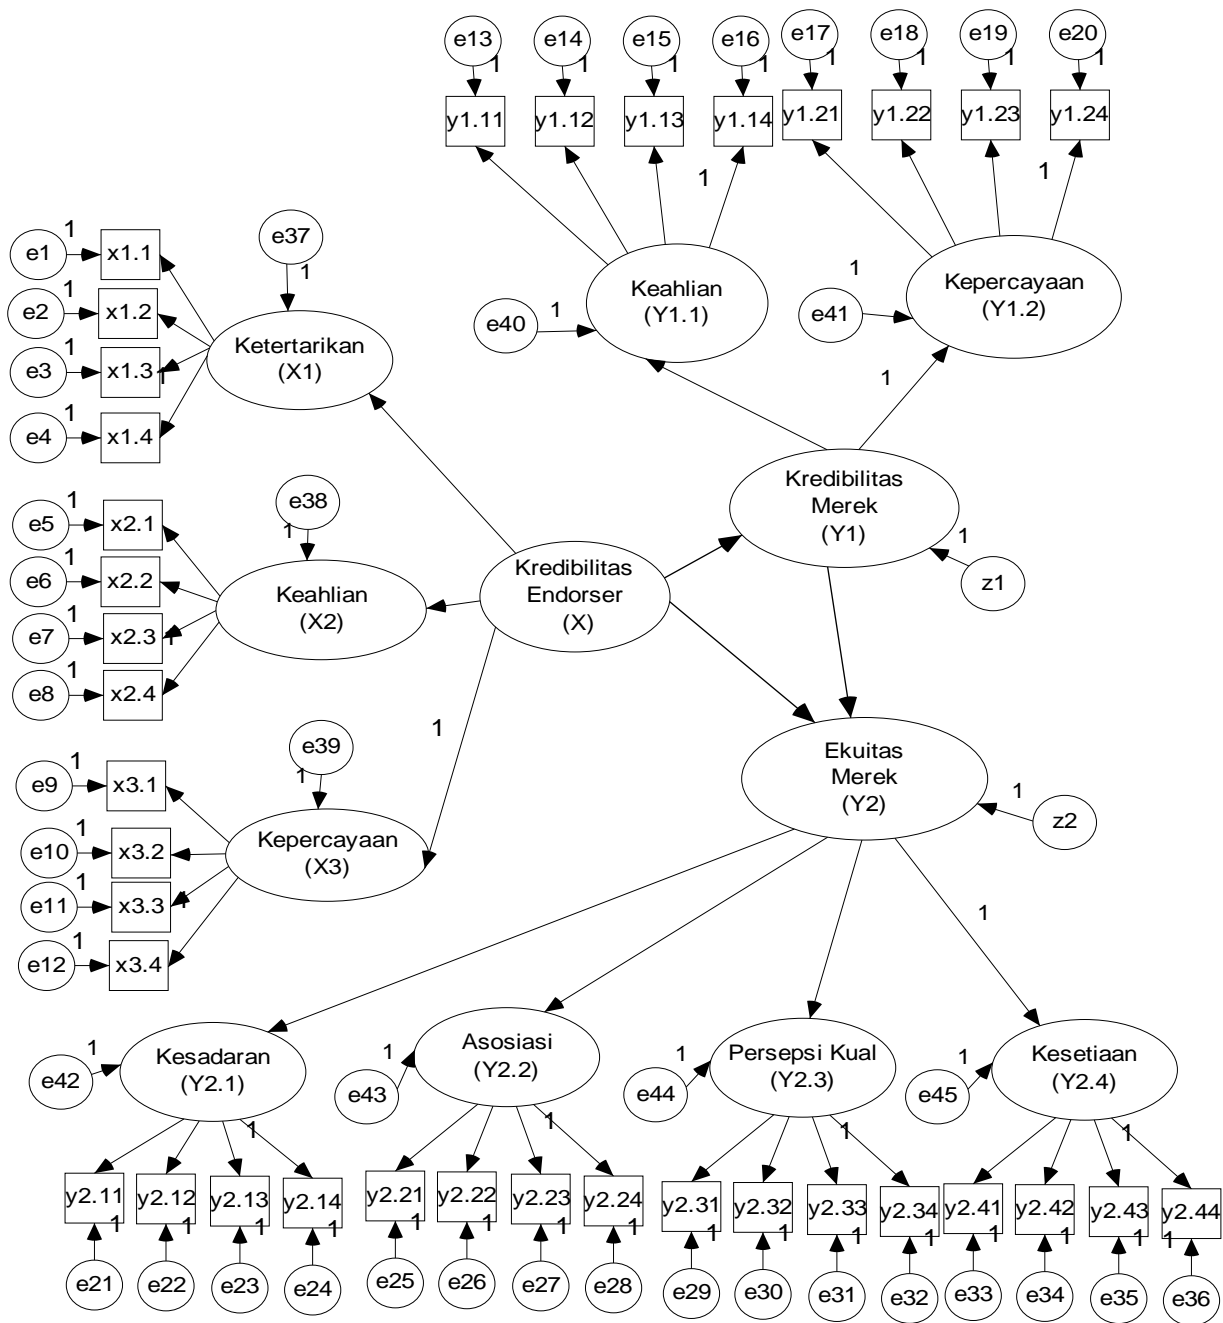 e13 e14 e15 e16 e17 e18 e19 e20
1 1 1 1 1 1 1 1
y1.11 y1.12 y1.13 y1.14 y1.21 y1.22 y1.23 y1.24
1 1
e37
1
Keahlian
(Y1.1)
Kepercayaan
(Y1.2)
e40 1
e41 1
1
e1 1 x1.1
e2 1 x1.2
e3 1 x1.3 1
e4 1 x1.4
Ketertarikan
(X1)
Kredibilitas
Merek
(Y1)
1
z1
e38
1
e5 1 x2.1
e6 1 x2.2
e7 1 x2.3 1
e8 1 x2.4
Keahlian
(X2)
Kredibilitas
Endorser
(X)
1
e39
1
e9 1 x3.1
e10 1 x3.2
e11 1 x3.3 1
e12 1 x3.4
Kepercayaan
(X3)
Ekuitas
Merek
(Y2)
1
z2
1
e42 1
Kesadaran
(Y2.1)
e43 1
Asosiasi
(Y2.2)
e44 1
Persepsi Kual
(Y2.3)
e45 1
Kesetiaan
(Y2.4)
1 1 1 1
y2.11 y2.12 y2.13 y2.14 y2.21 y2.22 y2.23 y2.24 y2.31 y2.32 y2.33 y2.34 y2.41 y2.42 y2.43 y2.44
1 1 1 1 1 1 1 1 1 1 1 1 1 1 1 1
e21 e22 e23 e24 e25 e26 e27 e28 e29 e30 e31 e32 e33 e34 e35 e36